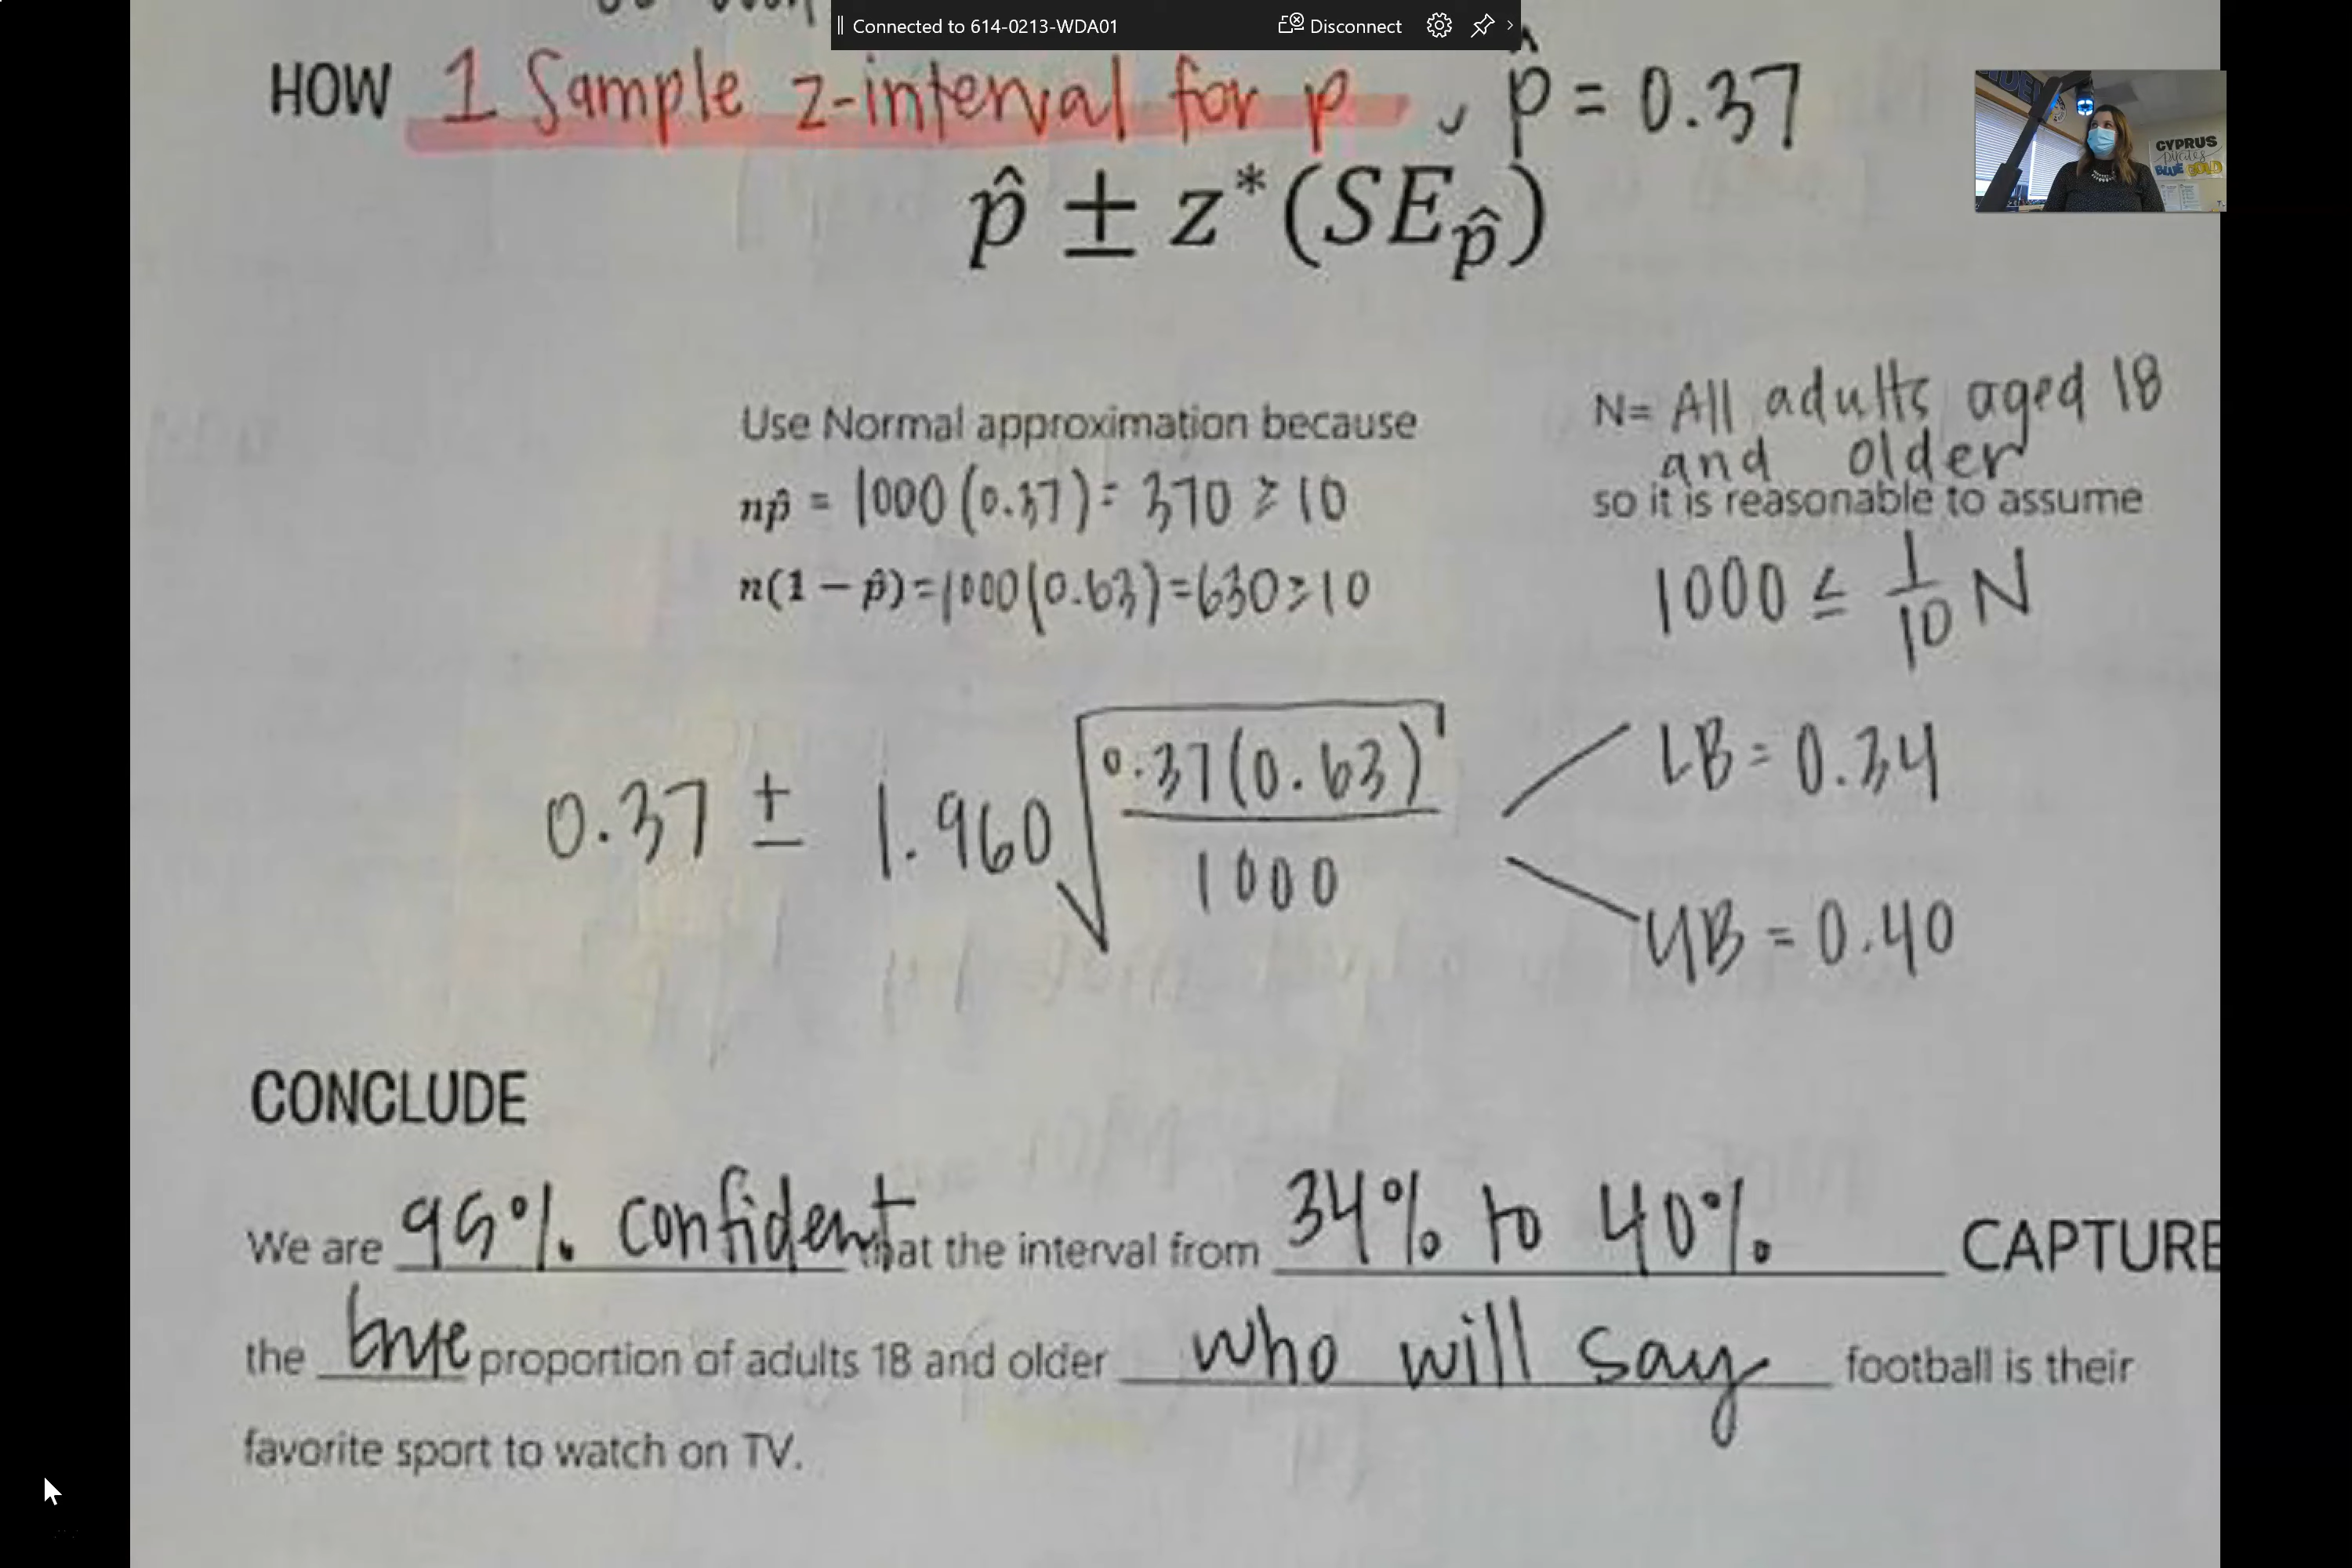 Connected to 614-0213-WDA01 Disconnect
HOW 1 Sample z-interval for p p̂ = 0.37
p̂ ± z*(SE_p̂)
Use Normal approximation because
np̂ = 1000(0.37) = 370 ≥ 10
n(1 − p̂) = 1000(0.63) = 630 ≥ 10
N= All adults aged 18
and older
so it is reasonable to assume
1000 ≤ 1/10 N
0.37 ± 1.960 √(0.37(0.63)/1000)
LB = 0.34
UB = 0.40
CONCLUDE
We are 95% confident that the interval from 34% to 40% CAPTURE
the true proportion of adults 18 and older who will say football is their
favorite sport to watch on TV.
CYPRUS
pirates
BLUE GOLD